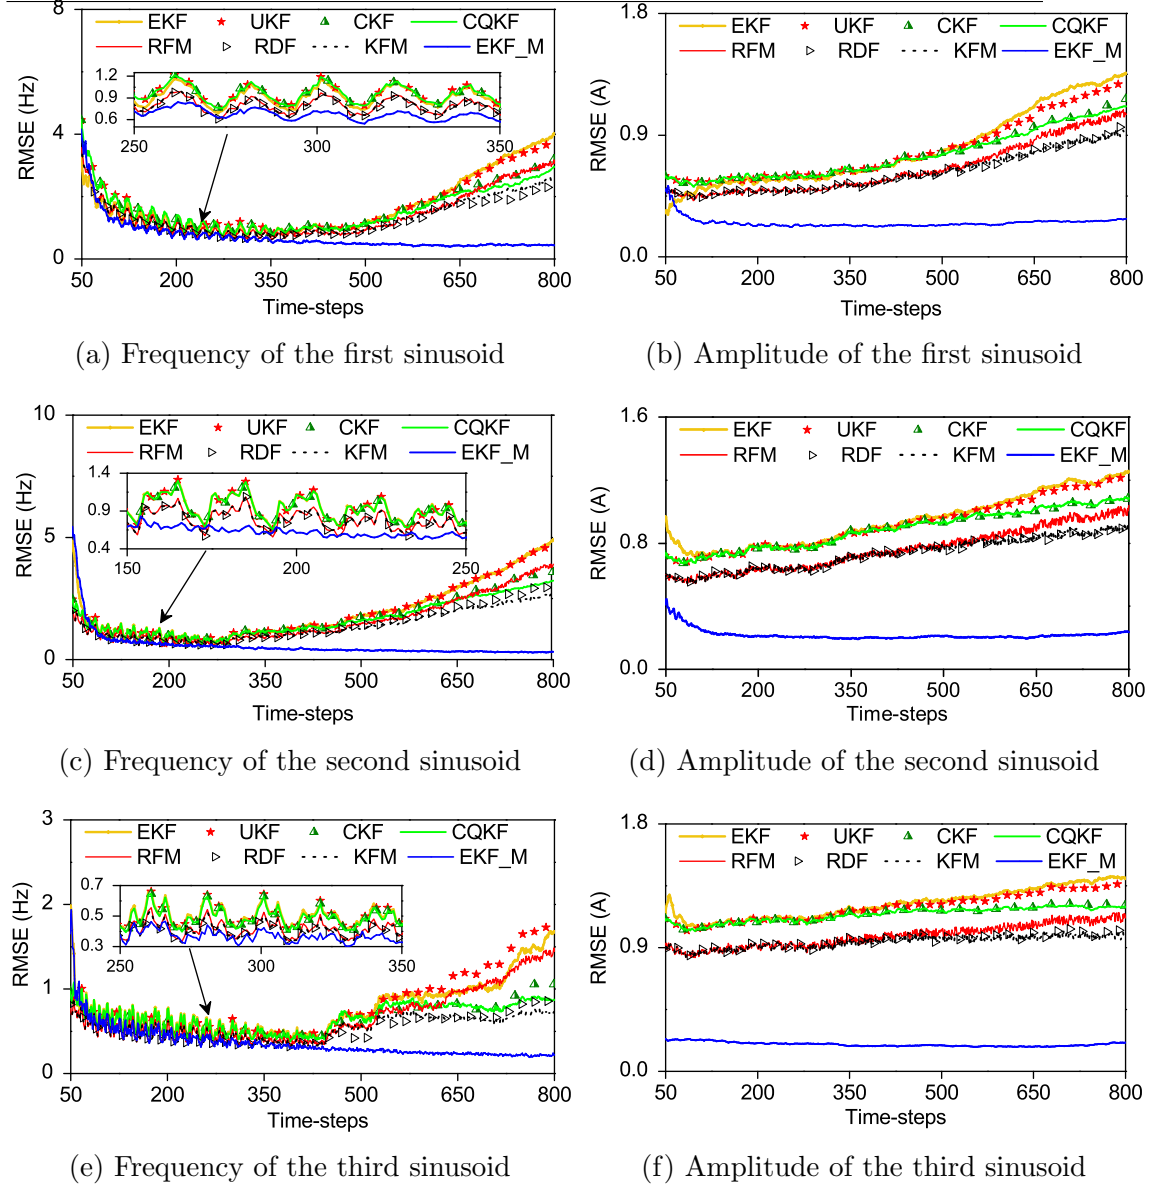 8
EKF UKF CKF CQKF
RFM RDF KFM EKF_M
1.2
0.9
0.6
250 300 350
4
0
RMSE (Hz)
50 200 350 500 650 800
Time-steps
(a) Frequency of the first sinusoid
1.8
EKF UKF CKF CQKF
RFM RDF KFM EKF_M
0.9
0.0
RMSE (A)
50 200 350 500 650 800
Time-steps
(b) Amplitude of the first sinusoid
10
EKF UKF CKF CQKF
RFM RDF KFM EKF_M
1.4
0.9
0.4
150 200 250
5
0
RMSE (Hz)
50 200 350 500 650 800
Time-steps
(c) Frequency of the second sinusoid
1.6
EKF UKF CKF CQKF
RFM RDF KFM EKF_M
0.8
0.0
RMSE (A)
50 200 350 500 650 800
Time-steps
(d) Amplitude of the second sinusoid
3
EKF UKF CKF CQKF
RFM RDF KFM EKF_M
0.7
0.5
0.3
250 300 350
2
1
0
RMSE (Hz)
50 200 350 500 650 800
Time-steps
(e) Frequency of the third sinusoid
1.8
EKF UKF CKF CQKF
RFM RDF KFM EKF_M
0.9
0.0
RMSE (A)
50 200 350 500 650 800
Time-steps
(f) Amplitude of the third sinusoid